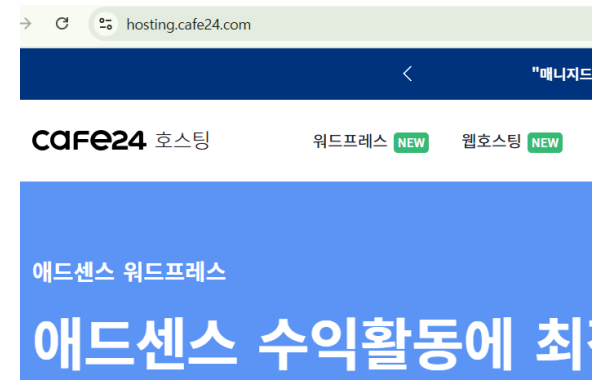 hosting.cafe24.com
"매니지드
cafe24 호스팅
워드프레스 NEW 웹호스팅 NEW
애드센스 워드프레스
애드센스 수익활동에